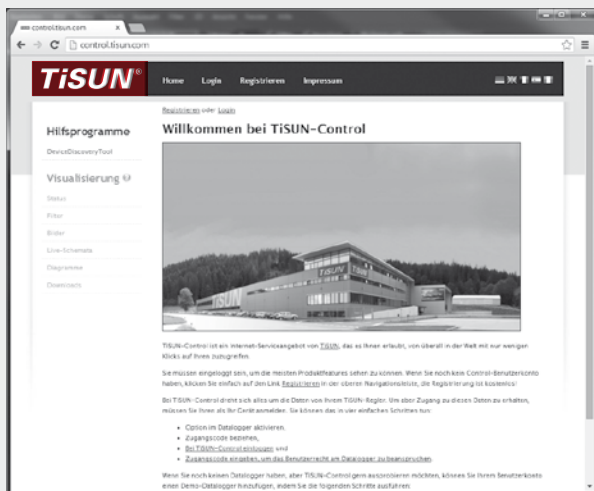 control.tisun.com
control.tisun.com
TiSUN®
Home Login Registrieren Impressum
Registrieren oder Login
Hilfsprogramme
Willkommen bei TiSUN-Control
DeviceDiscoveryTool
Visualisierung
Status
Filter
Bilder
Live-Schemata
Diagramme
Downloads
TiSUN
TiSUN
TiSUN-Control ist ein Internet-Serviceangebot von TiSUN, das es Ihnen erlaubt, von überall in der Welt mit nur wenigen
Klicks auf Ihren zuzugreifen.
Sie müssen eingeloggt sein, um die meisten Produktfeatures sehen zu können. Wenn Sie noch kein Control-Benutzerkonto
haben, klicken Sie einfach auf den Link Registrieren in der oberen Navigationsleiste, die Registrierung ist kostenlos!
Bei TiSUN-Control dreht sich alles um die Daten von Ihrem TiSUN-Regler. Um aber Zugang zu diesen Daten zu erhalten,
müssen Sie Ihren als Ihr Gerät anmelden. Sie können das in vier einfachen Schritten tun:
Option im Datalogger aktivieren,
Zugangscode beziehen,
Bei TiSUN-Control einloggen und
Zugangscode eingeben, um das Benutzerrecht am Datalogger zu beanspruchen.
Wenn Sie noch keinen Datalogger haben, aber TiSUN-Control gern ausprobieren möchten, können Sie Ihrem Benutzerkonto
einen Demo-Datalogger hinzufügen, indem Sie die folgenden Schritte ausführen: